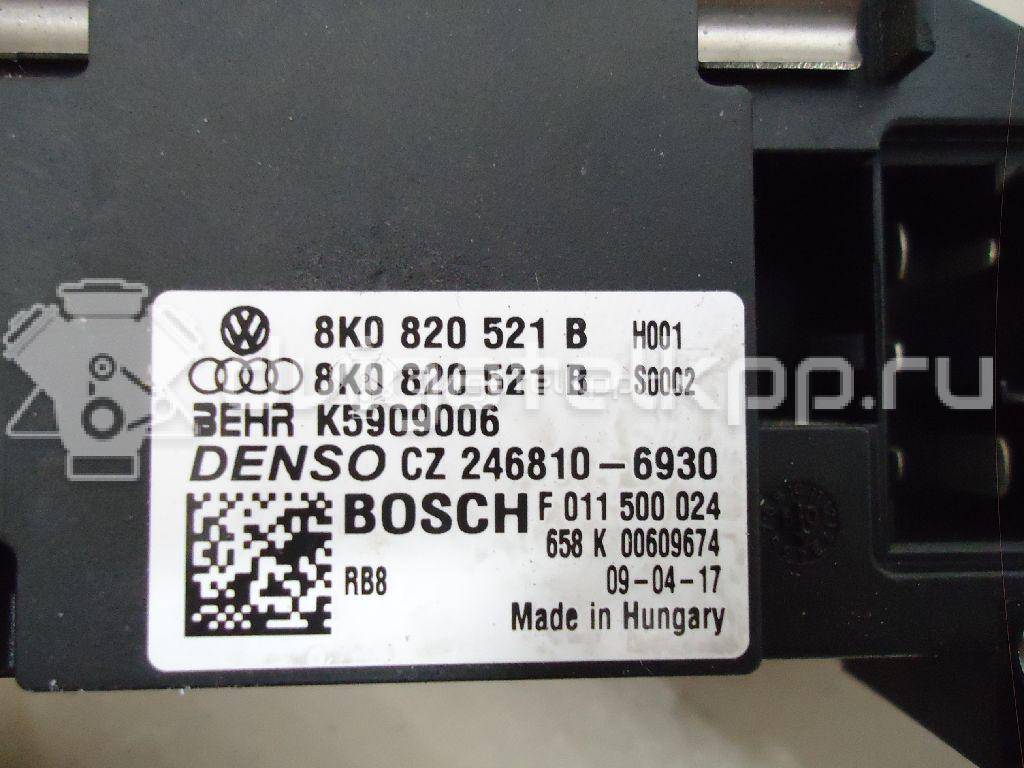 8K0 820 521 B H001
8K0 820 521 B S0002
BEHR K5909006
DENSO CZ 246810-6930
BOSCH F 011 500 024
658 K 00609674
RB8 09-04-17
Made in Hungary